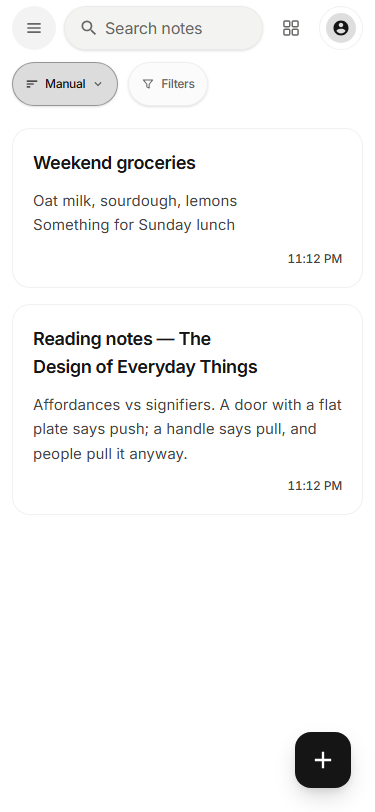 Search notes
Manual
Filters
Weekend groceries
Oat milk, sourdough, lemons
Something for Sunday lunch
11:12 PM
Reading notes — The
Design of Everyday Things
Affordances vs signifiers. A door with a flat
plate says push; a handle says pull, and
people pull it anyway.
11:12 PM